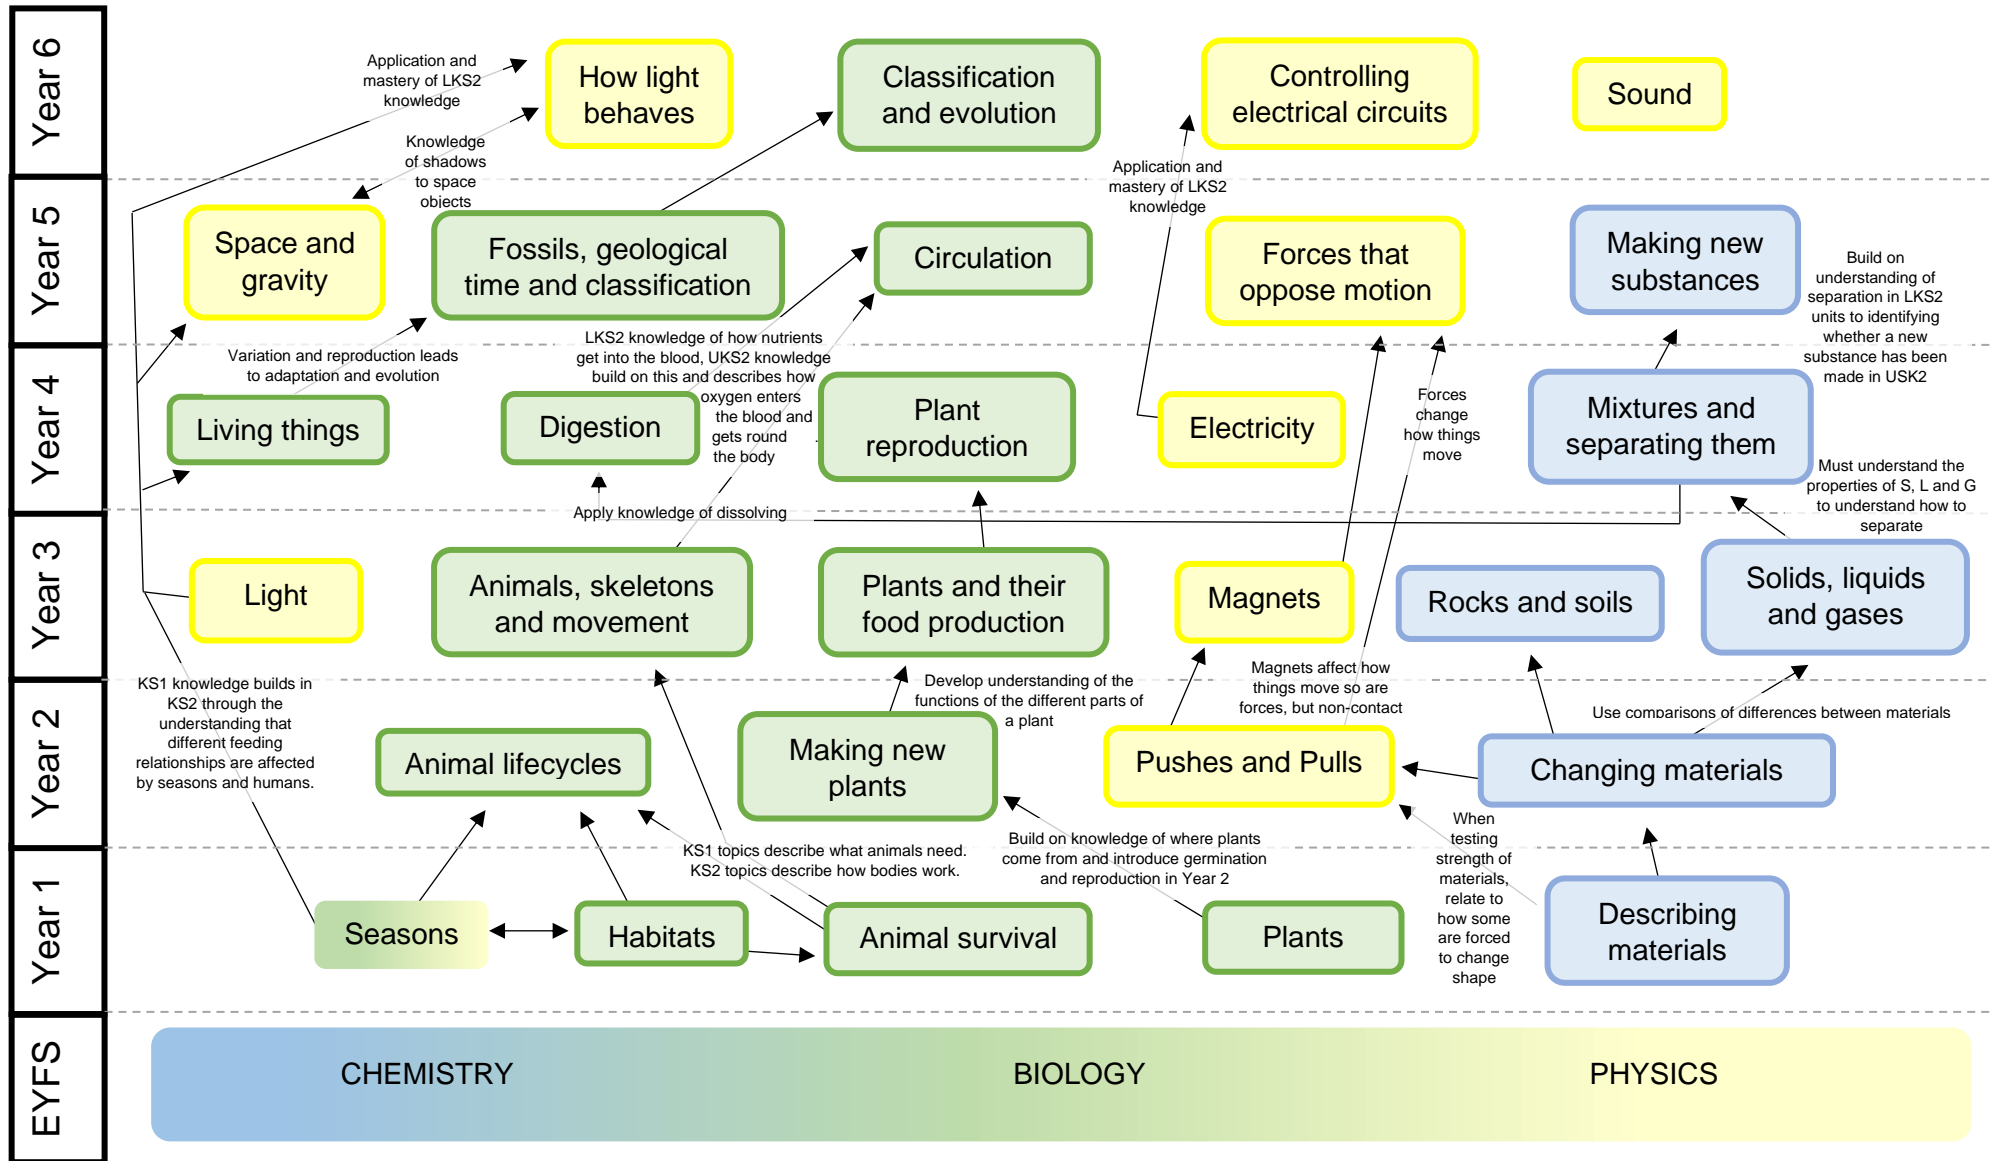 Year 6
Application and
mastery of LKS2
knowledge
How light
behaves
Knowledge
of shadows
to space
objects
Classification
and evolution
Controlling
electrical circuits
Sound
Application and
mastery of LKS2
knowledge
Year 5
Space and
gravity
Fossils, geological
time and classification
Circulation
Forces that
oppose motion
Making new
substances
Build on
understanding of
separation in LKS2
units to identifying
whether a new
substance has been
made in USK2
Variation and reproduction leads
to adaptation and evolution
LKS2 knowledge of how nutrients
get into the blood, UKS2 knowledge
build on this and describes how
oxygen enters
the blood and
gets round
the body
Year 4
Living things
Digestion
Plant
reproduction
Electricity
Forces
change
how things
move
Mixtures and
separating them
Must understand the
properties of S, L and G
to understand how to
separate
Apply knowledge of dissolving
Year 3
Light
Animals, skeletons
and movement
Plants and their
food production
Magnets
Rocks and soils
Solids, liquids
and gases
KS1 knowledge builds in
KS2 through the
understanding that
different feeding
relationships are affected
by seasons and humans.
Develop understanding of the
functions of the different parts of
a plant
Magnets affect how
things move so are
forces, but non-contact
Use comparisons of differences between materials
Year 2
Animal lifecycles
Making new
plants
Pushes and Pulls
Changing materials
When
testing
strength of
materials,
relate to
how some
are forced
to change
shape
KS1 topics describe what animals need.
KS2 topics describe how bodies work.
Build on knowledge of where plants
come from and introduce germination
and reproduction in Year 2
Year 1
Seasons
Habitats
Animal survival
Plants
Describing
materials
EYFS
CHEMISTRY
BIOLOGY
PHYSICS